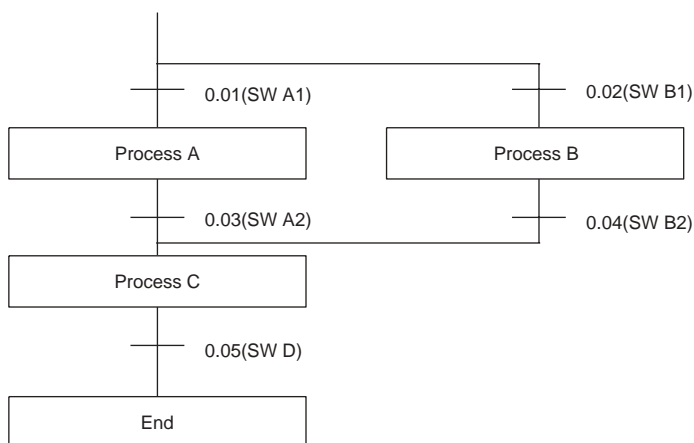 0.01(SW A1)
0.02(SW B1)
Process A
Process B
0.03(SW A2)
0.04(SW B2)
Process C
0.05(SW D)
End